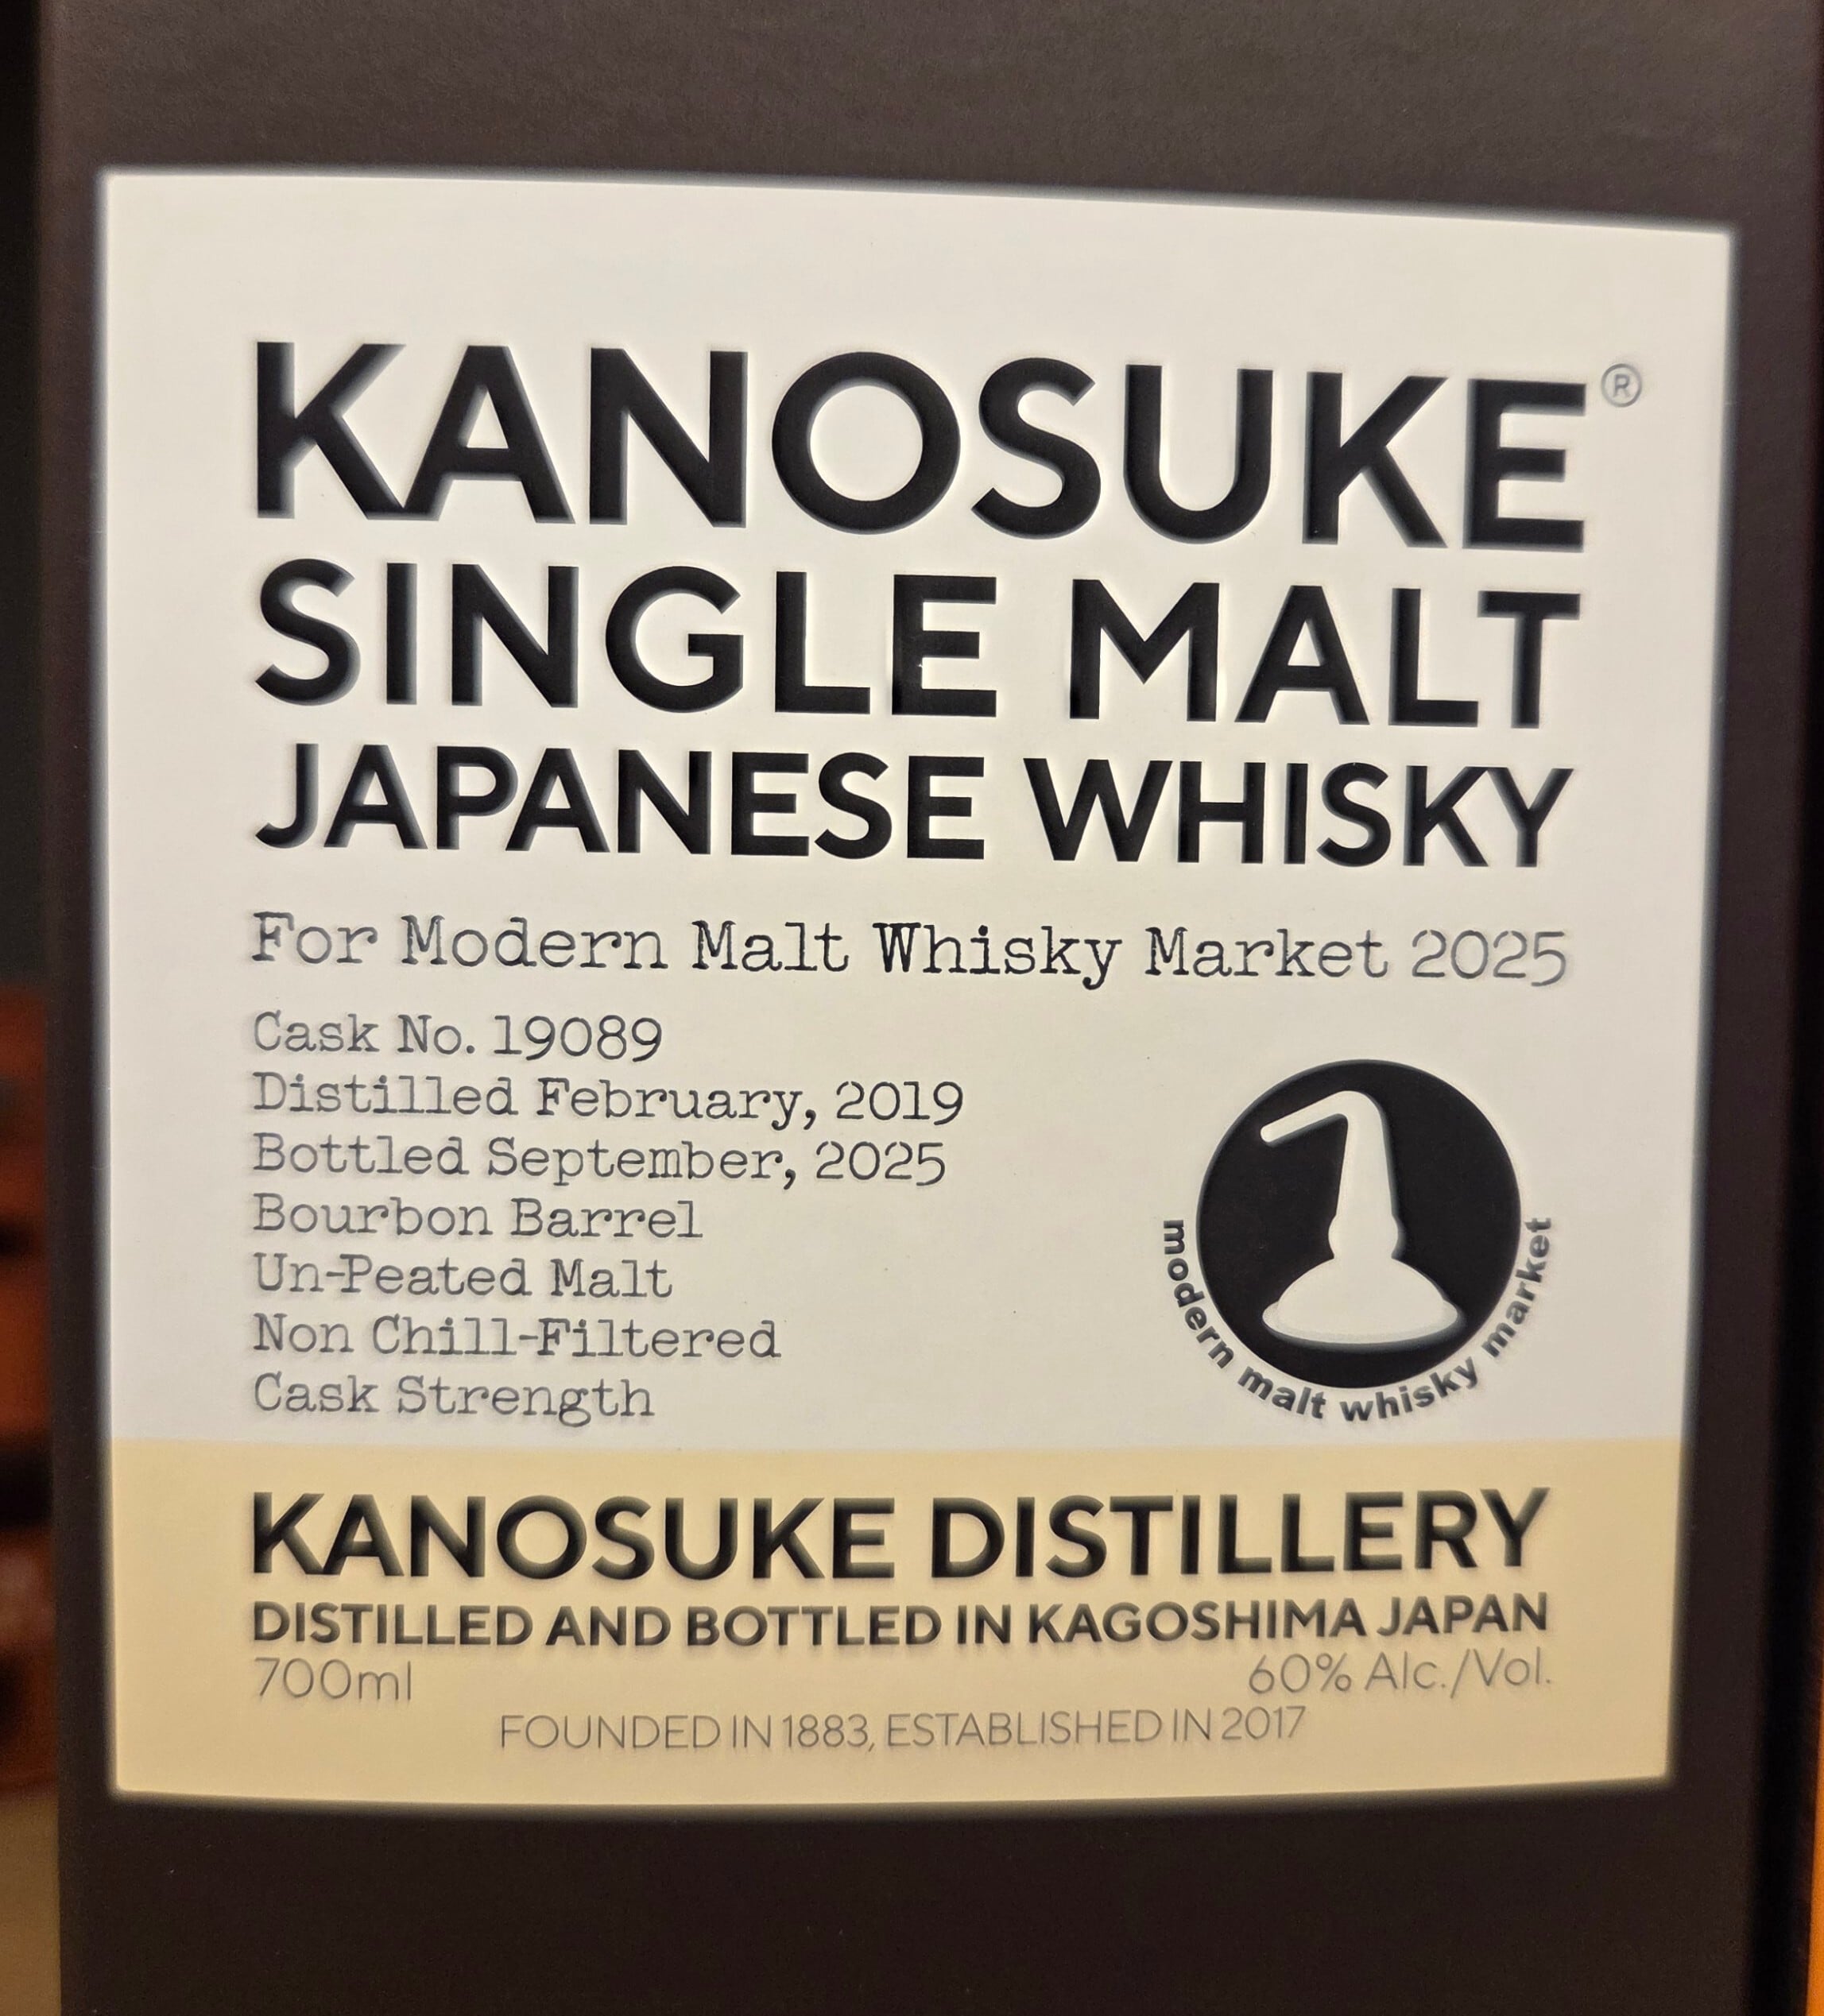 KANOSUKE®
SINGLE MALT
JAPANESE WHISKY
For Modern Malt Whisky Market 2025
Cask No. 19089
Distilled February, 2019
Bottled September, 2025
Bourbon Barrel
Un-Peated Malt
Non Chill-Filtered
Cask Strength
modern malt whisky market
KANOSUKE DISTILLERY
DISTILLED AND BOTTLED IN KAGOSHIMA JAPAN
700ml 60% Alc./Vol.
FOUNDED IN 1883, ESTABLISHED IN 2017